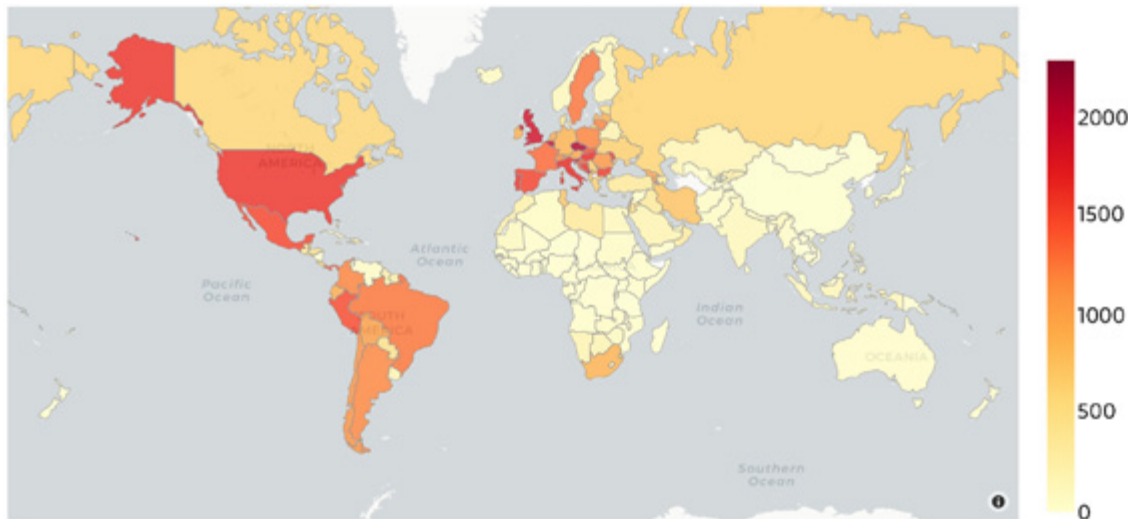 2000
NORTH
AMERICA
1500
Atlantic
Ocean
Pacific
Ocean
Indian
Ocean
SOUTH
AMERICA
1000
OCEANIA
500
Southern
Ocean
i
0